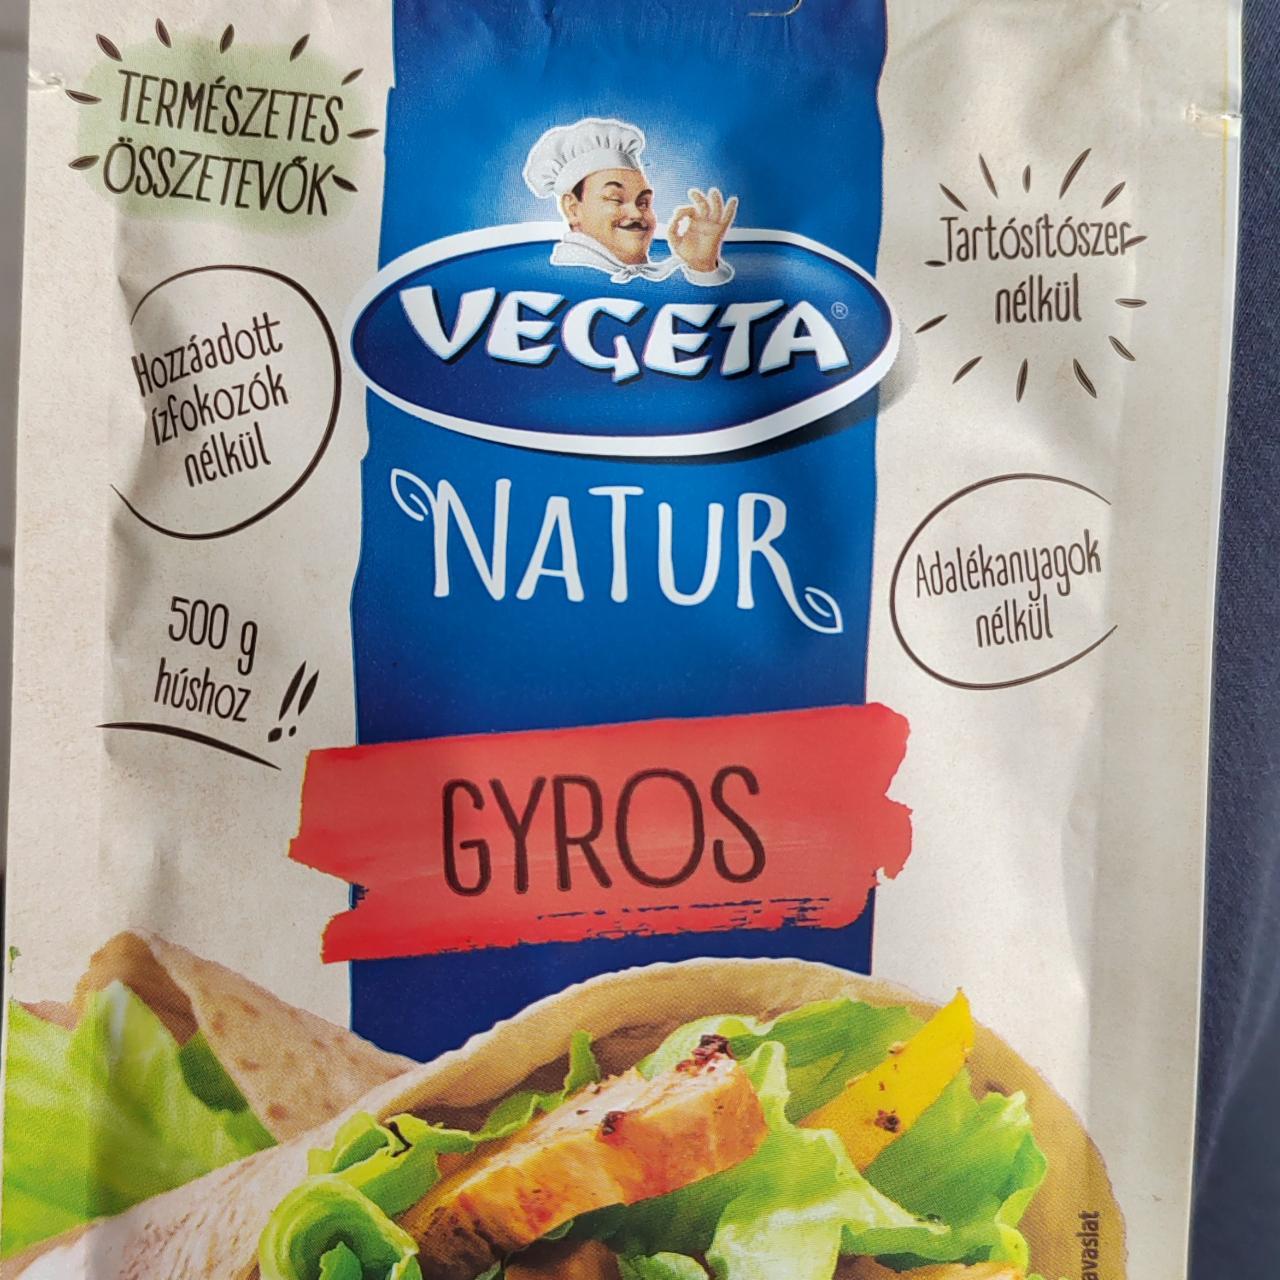 TERMÉSZETES
ÖSSZETEVŐK
Hozzáadott
ízfokozók
nélkül
500 g
húshoz !!
VEGETA®
NATUR
GYROS
Tartósítószer
nélkül
Adalékanyagok
nélkül